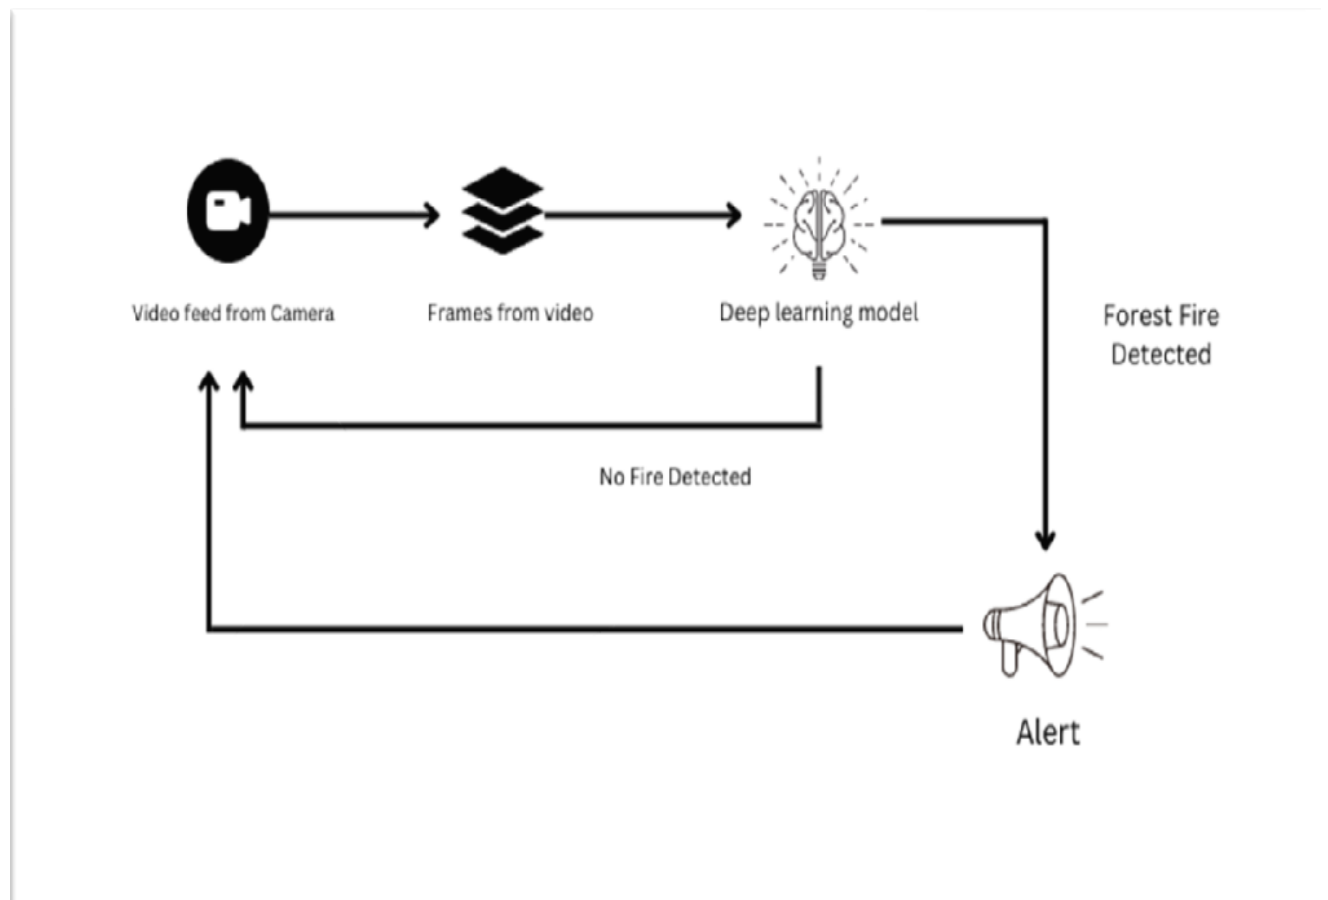 Video feed from Camera
Frames from video
Deep learning model
Forest Fire
Detected
No Fire Detected
Alert